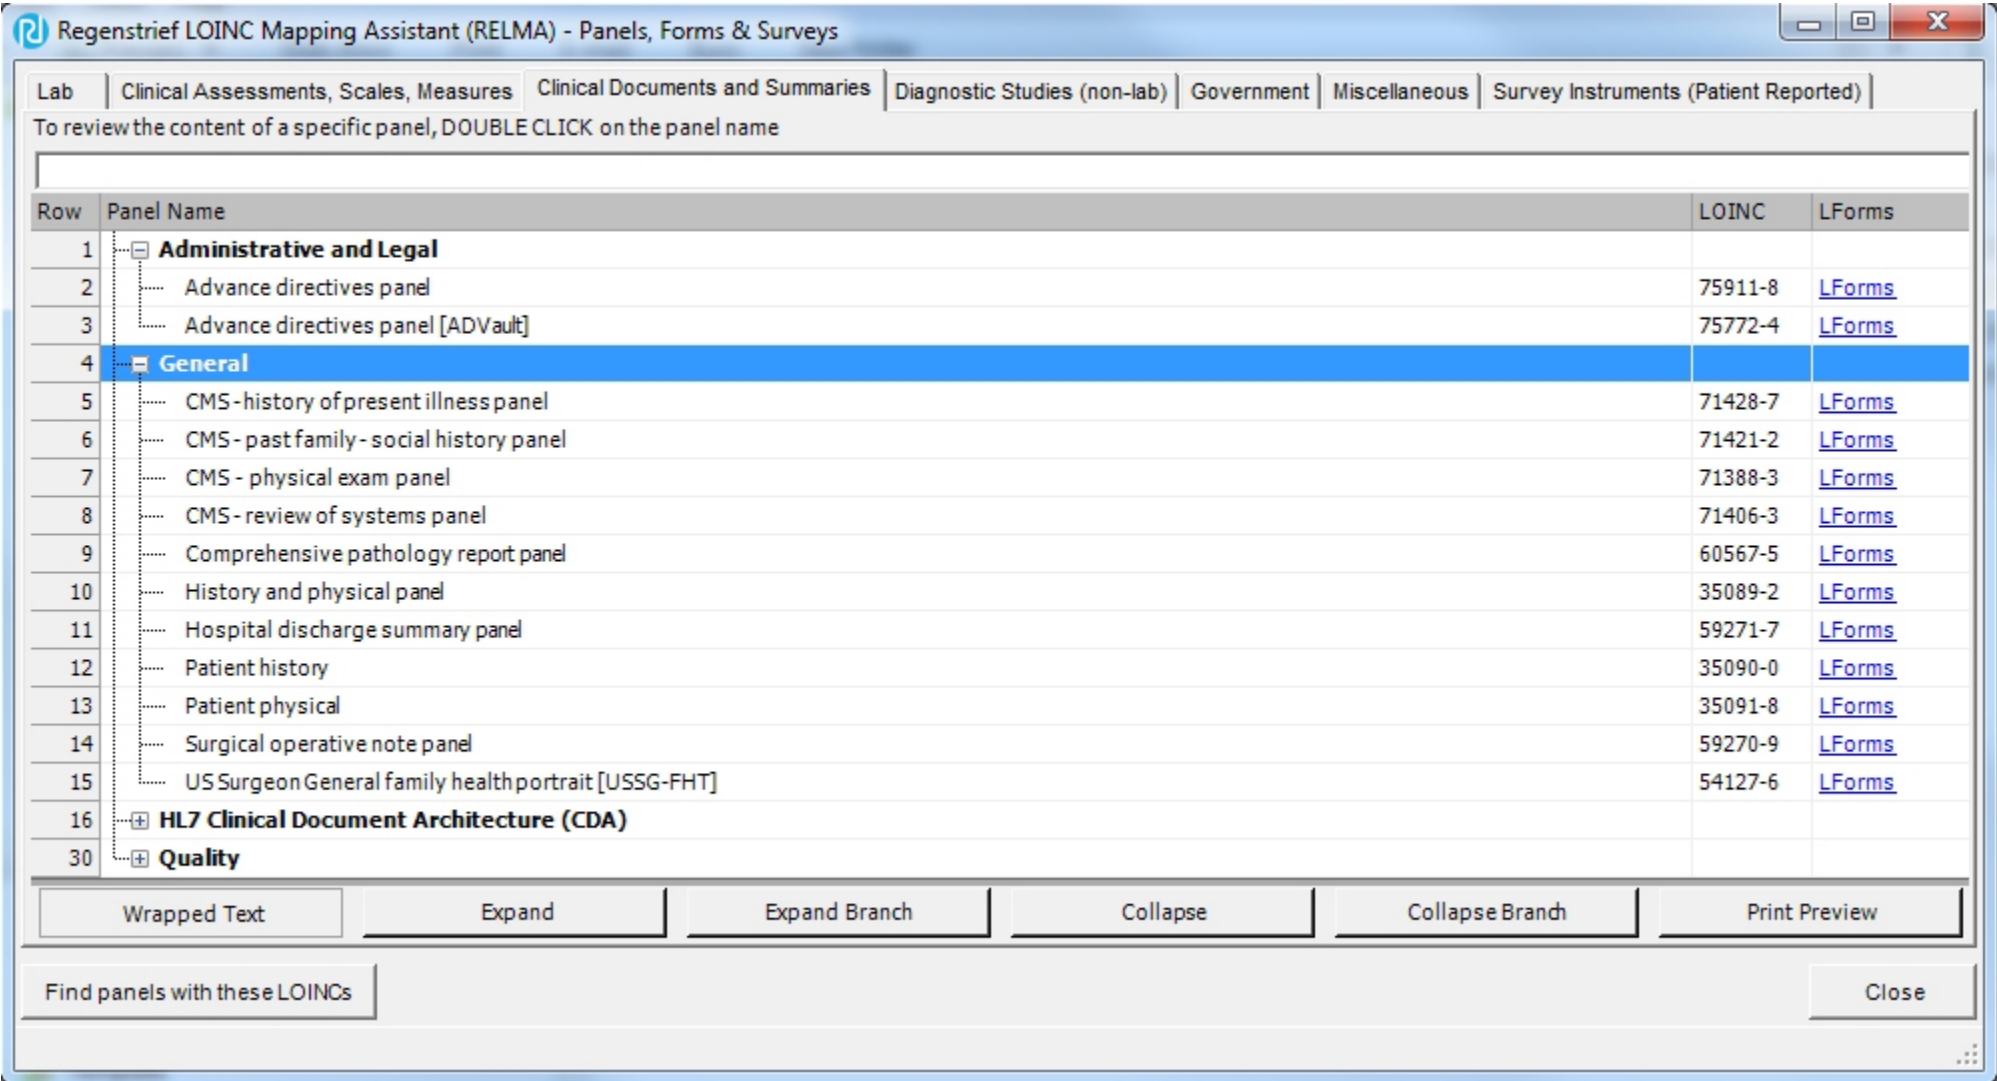 Regenstrief LOINC Mapping Assistant (RELMA) - Panels, Forms & Surveys
Lab Clinical Assessments, Scales, Measures Clinical Documents and Summaries Diagnostic Studies (non-lab) Government Miscellaneous Survey Instruments (Patient Reported)
To review the content of a specific panel, DOUBLE CLICK on the panel name
Row Panel Name LOINC LForms
1 Administrative and Legal
2 Advance directives panel 75911-8 LForms
3 Advance directives panel [ADVault] 75772-4 LForms
4 General
5 CMS - history of present illness panel 71428-7 LForms
6 CMS - past family - social history panel 71421-2 LForms
7 CMS - physical exam panel 71388-3 LForms
8 CMS - review of systems panel 71406-3 LForms
9 Comprehensive pathology report panel 60567-5 LForms
10 History and physical panel 35089-2 LForms
11 Hospital discharge summary panel 59271-7 LForms
12 Patient history 35090-0 LForms
13 Patient physical 35091-8 LForms
14 Surgical operative note panel 59270-9 LForms
15 US Surgeon General family health portrait [USSG-FHT] 54127-6 LForms
16 HL7 Clinical Document Architecture (CDA)
30 Quality
Wrapped Text Expand Expand Branch Collapse Collapse Branch Print Preview
Find panels with these LOINCs Close